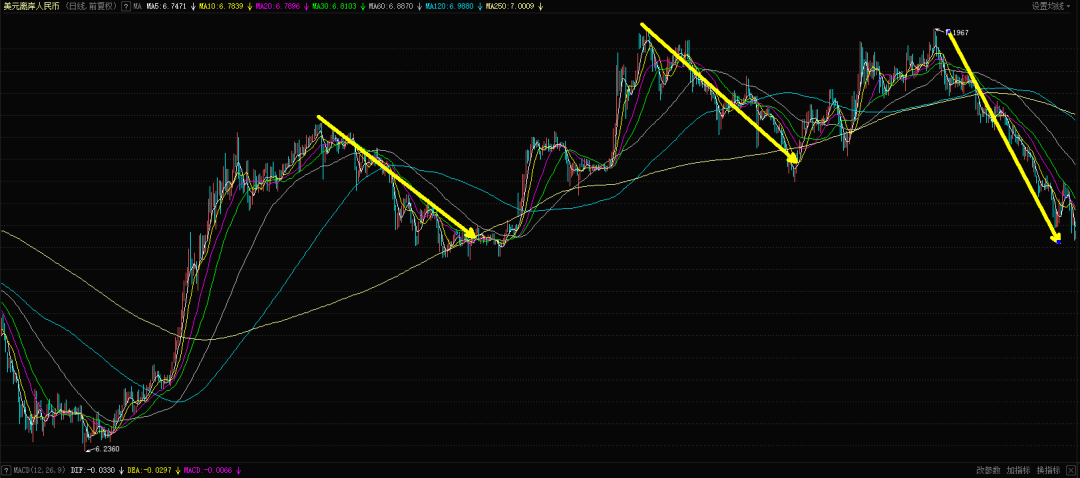 美元离岸人民币 (日线.前复权) ? MA MA5:6.7471 ↓ MA10:6.7839 ↓ MA20:6.7896 ↓ MA30:6.8103 ↓ MA60:6.8870 ↓ MA120:6.9880 ↓ MA250:7.0009 ↓ 设置均线
1967
6.2360
? MACD(12,26,9) DIF:-0.0330 ↓ DEA:-0.0297 ↓ MACD:-0.0066 ↓ 改参数 加指标 换指标